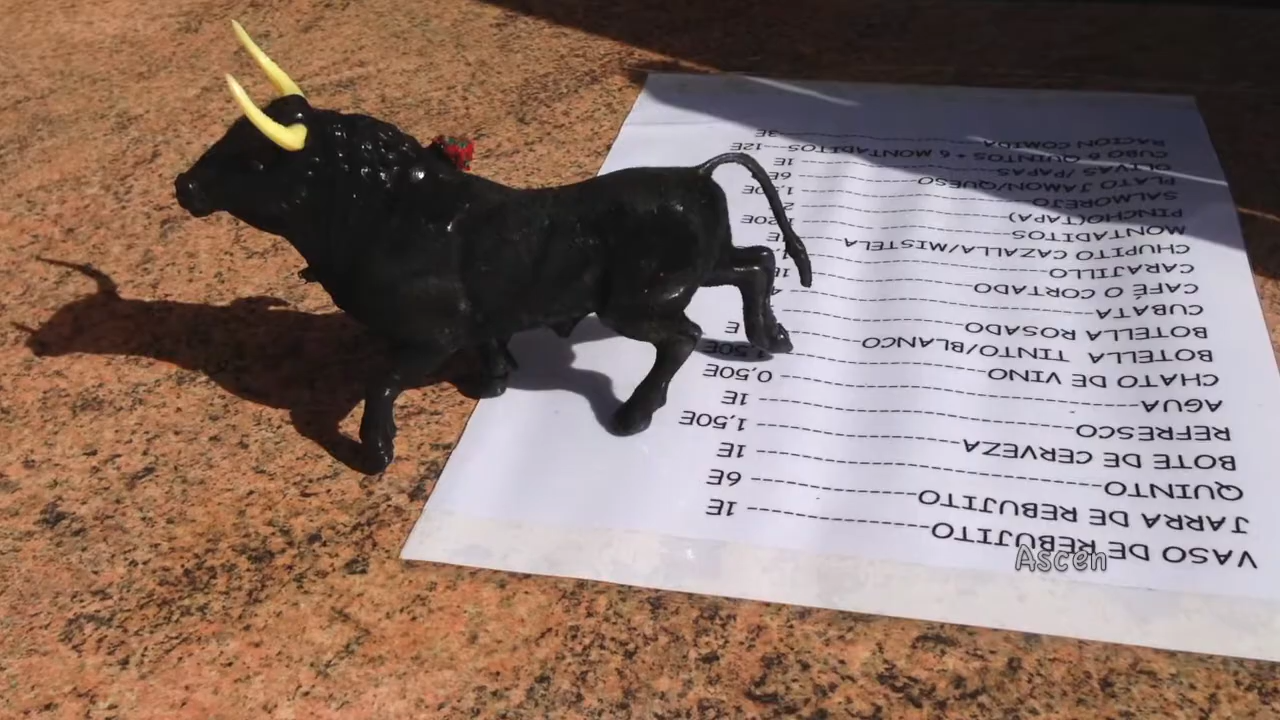 VASO DE REBUJITO----------------1E
JARRA DE REBUJITO----------------6E
QUINTO----------------1E
BOTE DE CERVEZA----------------1,50E
REFRESCO----------------1E
AGUA----------------0,50E
CHATO DE VINO----------------1,50E
BOTELLA TINTO/BLANCO----------------E
BOTELLA ROSADO----------------
CUBATA----------------
CAFÉ O CORTADO----------------
CARAJILLO----------------
CHUPITO CAZALLA/MISTELA----------------1E
MONTADITOS----------------
PINCHO(TAPA)----------------
SALMOREJO----------------
PLATO JAMON/QUESO----------------6E
OLIVAS /PAPAS----------------1E
CUBO 6 QUINTOS + 6 MONTADITOS---12E
RACION COMIDA----------------3E
Ascen